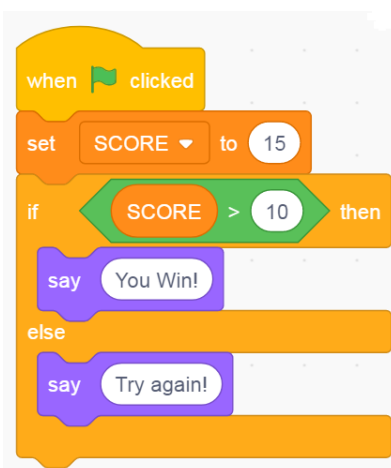 when clicked
set SCORE to 15
if SCORE > 10 then
say You Win!
else
say Try again!